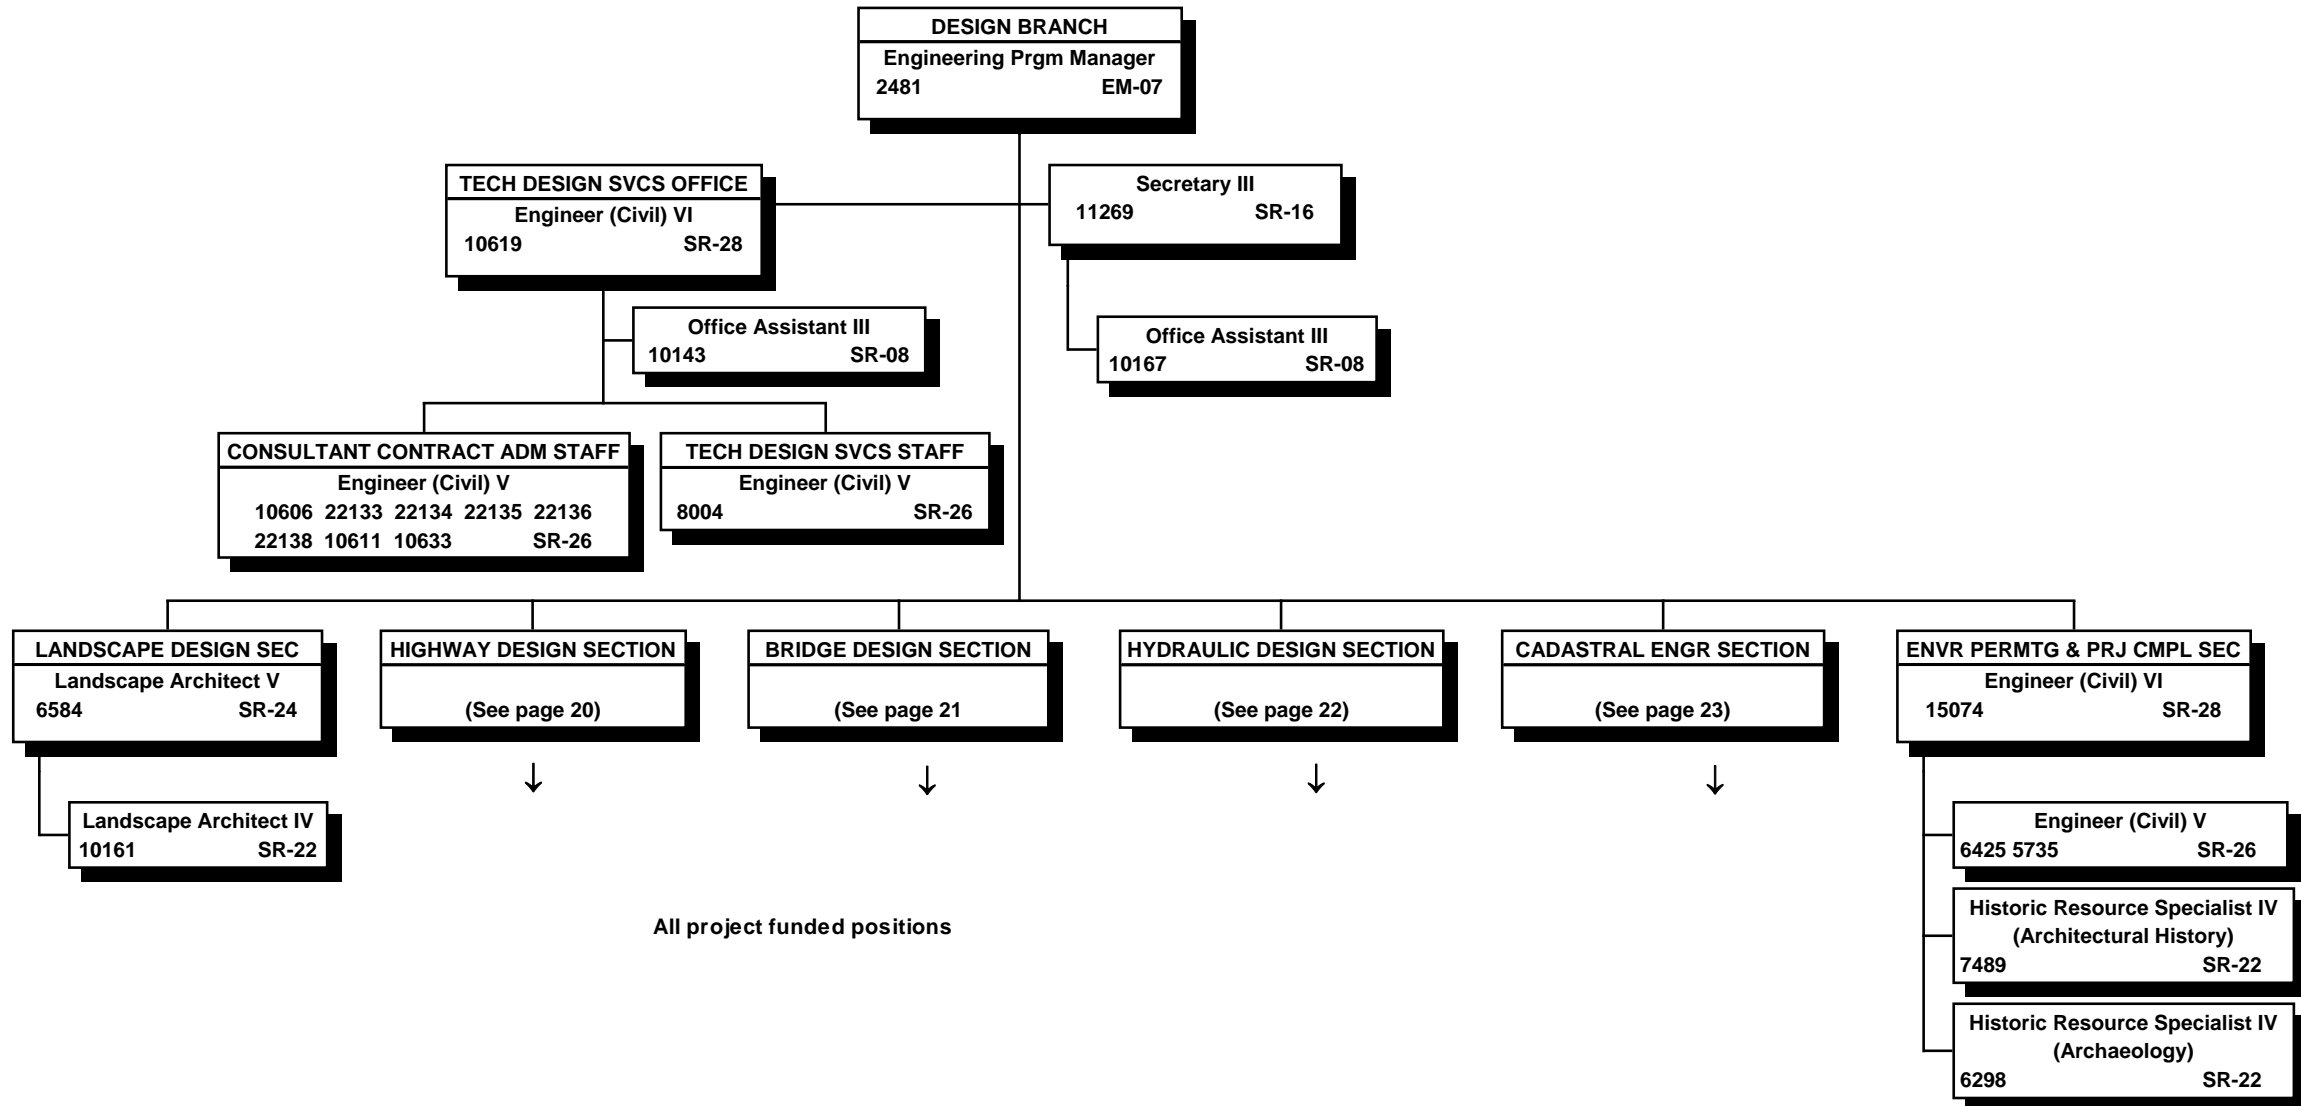 DESIGN BRANCH
Engineering Prgm Manager
2481 EM-07
TECH DESIGN SVCS OFFICE
Engineer (Civil) VI
10619 SR-28
Secretary III
11269 SR-16
Office Assistant III
10143 SR-08
Office Assistant III
10167 SR-08
CONSULTANT CONTRACT ADM STAFF
Engineer (Civil) V
10606 22133 22134 22135 22136
22138 10611 10633 SR-26
TECH DESIGN SVCS STAFF
Engineer (Civil) V
8004 SR-26
LANDSCAPE DESIGN SEC
Landscape Architect V
6584 SR-24
Landscape Architect IV
10161 SR-22
HIGHWAY DESIGN SECTION
(See page 20)
BRIDGE DESIGN SECTION
(See page 21
HYDRAULIC DESIGN SECTION
(See page 22)
CADASTRAL ENGR SECTION
(See page 23)
ENVR PERMTG & PRJ CMPL SEC
Engineer (Civil) VI
15074 SR-28
Engineer (Civil) V
6425 5735 SR-26
Historic Resource Specialist IV
(Architectural History)
7489 SR-22
Historic Resource Specialist IV
(Archaeology)
6298 SR-22
All project funded positions